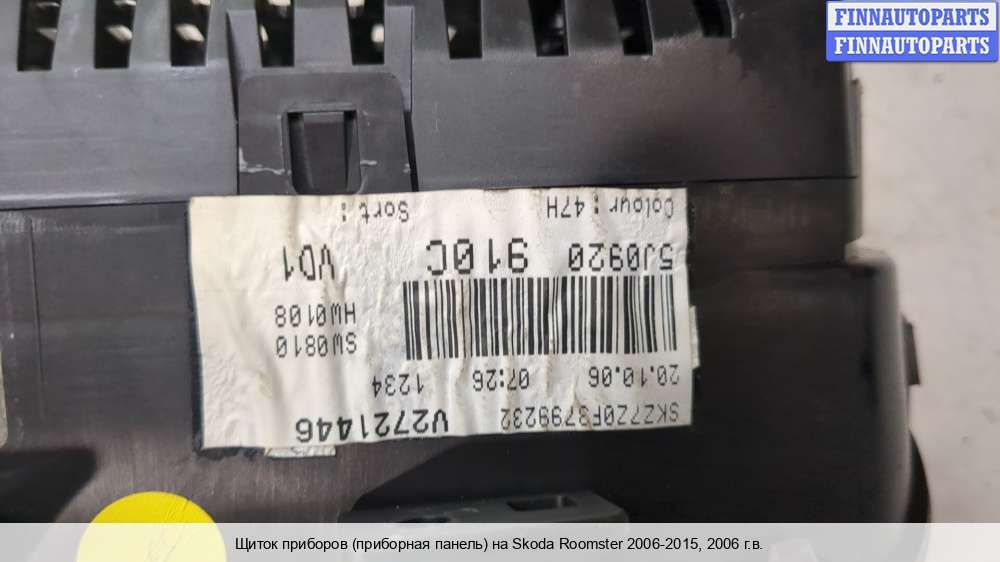 FINNAUTOPARTS
FINNAUTOPARTS
SKZ7Z0F3799232 V2721446
20.10.06 07:26 1234
SW0810
HW0108
5J0920 910C VD1
Colour : 47H Sort :
Щиток приборов (приборная панель) на Skoda Roomster 2006-2015, 2006 г.в.